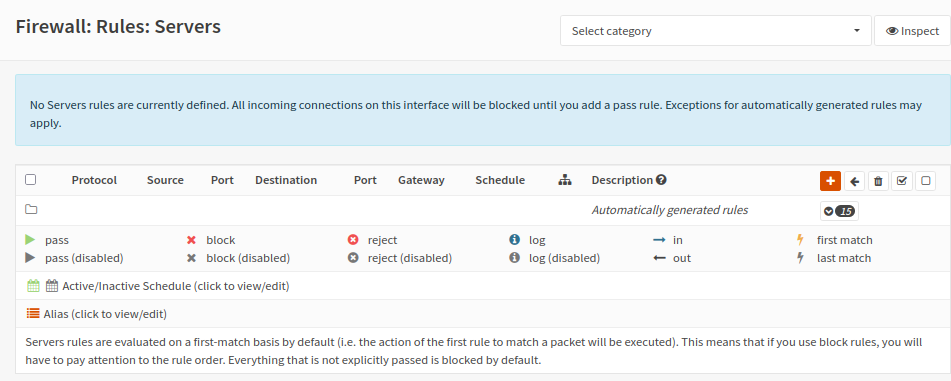 Firewall: Rules: Servers
Select category
Inspect
No Servers rules are currently defined. All incoming connections on this interface will be blocked until you add a pass rule. Exceptions for automatically generated rules may
apply.
Protocol Source Port Destination Port Gateway Schedule Description
Automatically generated rules 15
pass block reject log in first match
pass (disabled) block (disabled) reject (disabled) log (disabled) out last match
Active/Inactive Schedule (click to view/edit)
Alias (click to view/edit)
Servers rules are evaluated on a first-match basis by default (i.e. the action of the first rule to match a packet will be executed). This means that if you use block rules, you will
have to pay attention to the rule order. Everything that is not explicitly passed is blocked by default.